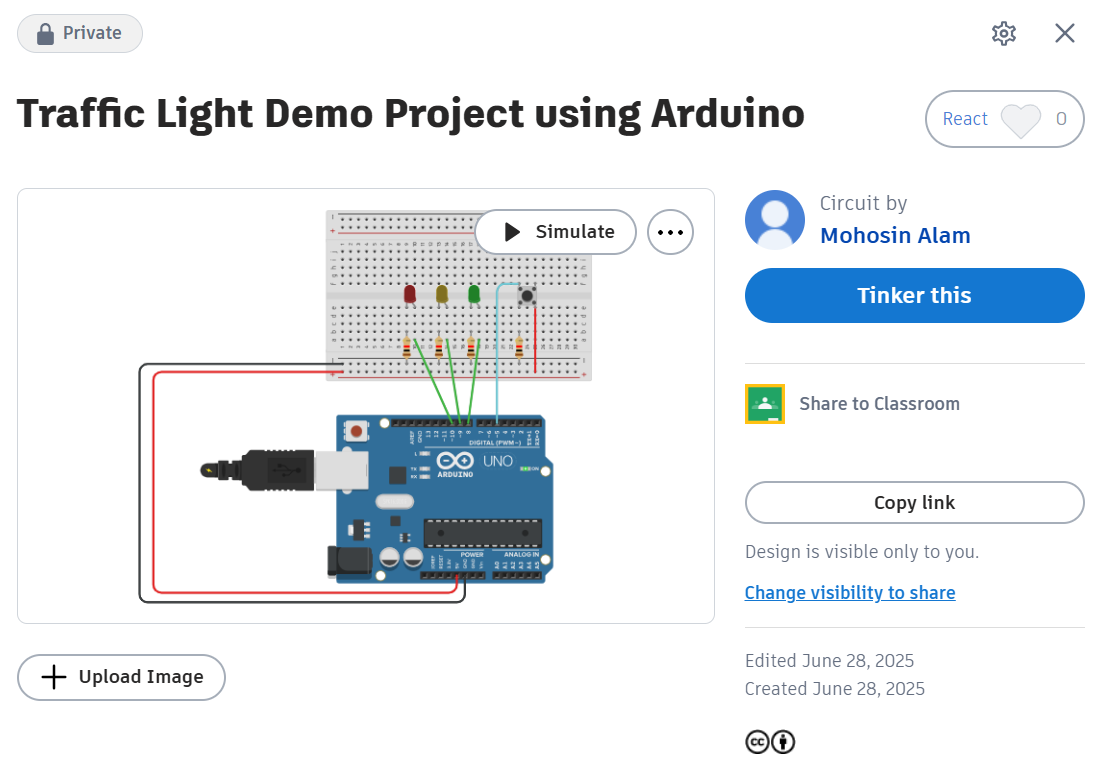 Private
Traffic Light Demo Project using Arduino
React 0
Simulate
Circuit by
Mohosin Alam
Tinker this
Share to Classroom
DIGITAL (PWM~)
UNO
ARDUINO
POWER
ANALOG IN
Copy link
Design is visible only to you.
Change visibility to share
Upload Image
Edited June 28, 2025
Created June 28, 2025
cc